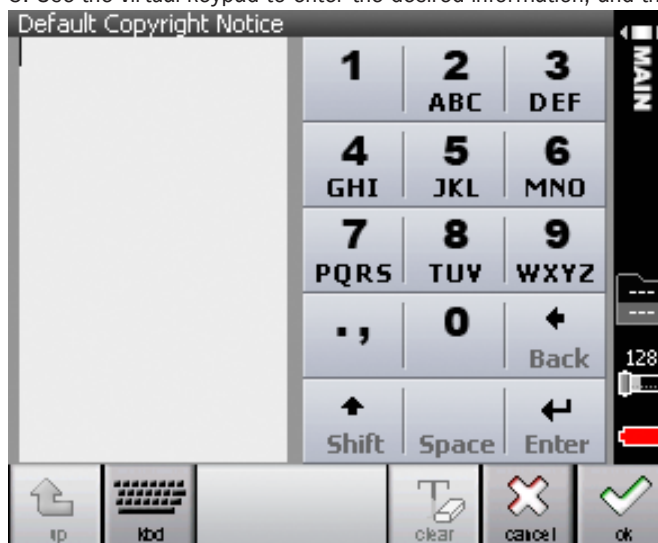 Default Copyright Notice
1 2 3
ABC DEF
MAIN
4 5 6
GHI JKL MNO
7 8 9
PQRS TUV WXYZ
---
---
., 0
Back
128
Shift Space Enter
up kbd clear cancel ok